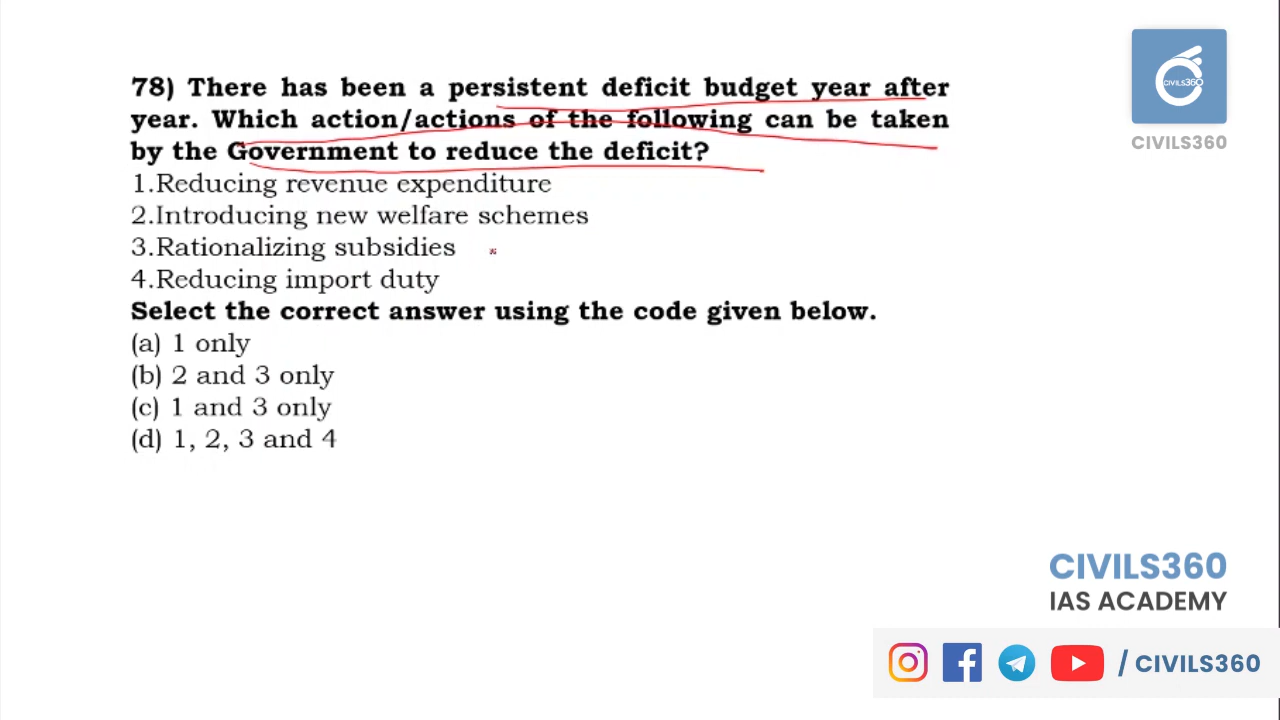 CIVILS360
CIVILS360
78) There has been a persistent deficit budget year after
year. Which action/actions of the following can be taken
by the Government to reduce the deficit?
1.Reducing revenue expenditure
2.Introducing new welfare schemes
3.Rationalizing subsidies
4.Reducing import duty
Select the correct answer using the code given below.
(a) 1 only
(b) 2 and 3 only
(c) 1 and 3 only
(d) 1, 2, 3 and 4
CIVILS360
IAS ACADEMY
/ CIVILS360